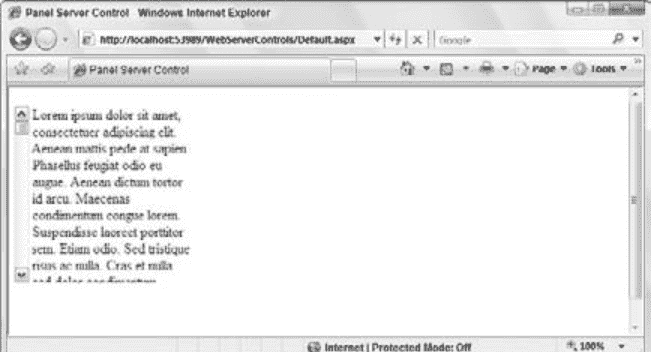 Panel Server Control - Windows Internet Explorer
http://localhost:53989/WebServerControls/Default.aspx
Google
Panel Server Control
Page
Tools
Lorem ipsum dolor sit amet,
consectetuer adipiscing elit.
Aenean mattis pede at sapien
Phasellus feugiat odio eu
augue. Aenean dictum tortor
id arcu. Maecenas
condimentum congue lorem.
Suspendisse laoreet porttitor
sem. Etiam odio. Sed tristique
risus ac nulla. Cras et nulla
sed dolor condimentum
Internet | Protected Mode: Off
100%